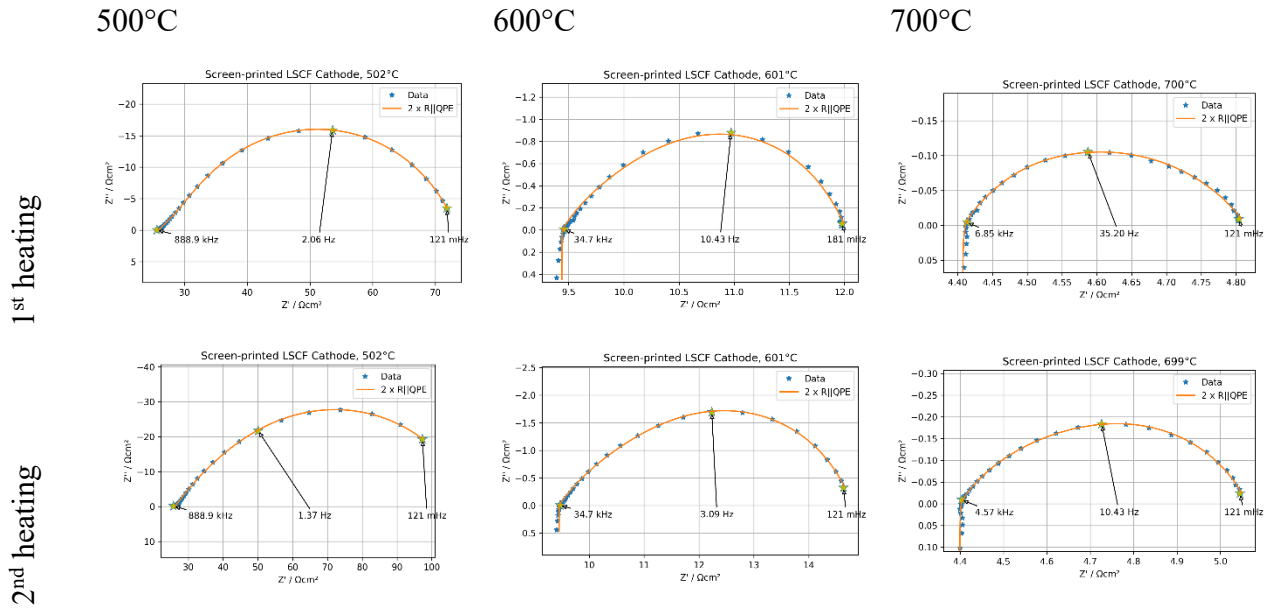 500°C
600°C
700°C
1st heating
Screen-printed LSCF Cathode, 502°C
Data
2 x R||QPE
Z'' / Ωcm²
−20
−15
−10
−5
0
5
888.9 kHz
2.06 Hz
121 mHz
30
40
50
60
70
Z' / Ωcm²
Screen-printed LSCF Cathode, 601°C
Data
2 x R||QPE
Z'' / Ωcm²
−1.2
−1.0
−0.8
−0.6
−0.4
−0.2
0.0
0.2
0.4
34.7 kHz
10.43 Hz
181 mHz
9.5
10.0
10.5
11.0
11.5
12.0
Z' / Ωcm²
Screen-printed LSCF Cathode, 700°C
Data
2 x R||QPE
Z'' / Ωcm²
−0.15
−0.10
−0.05
0.00
0.05
6.85 kHz
35.20 Hz
121 mHz
4.40
4.45
4.50
4.55
4.60
4.65
4.70
4.75
4.80
Z' / Ωcm²
2nd heating
Screen-printed LSCF Cathode, 502°C
Data
2 x R||QPE
Z'' / Ωcm²
−40
−30
−20
−10
0
10
888.9 kHz
1.37 Hz
121 mHz
30
40
50
60
70
80
90
100
Z' / Ωcm²
Screen-printed LSCF Cathode, 601°C
Data
2 x R||QPE
Z'' / Ωcm²
−2.5
−2.0
−1.5
−1.0
−0.5
0.0
0.5
34.7 kHz
3.09 Hz
121 mHz
10
11
12
13
14
Z' / Ωcm²
Screen-printed LSCF Cathode, 699°C
Data
2 x R||QPE
Z'' / Ωcm²
−0.30
−0.25
−0.20
−0.15
−0.10
−0.05
0.00
0.05
0.10
4.57 kHz
10.43 Hz
121 mHz
4.4
4.5
4.6
4.7
4.8
4.9
5.0
Z' / Ωcm²